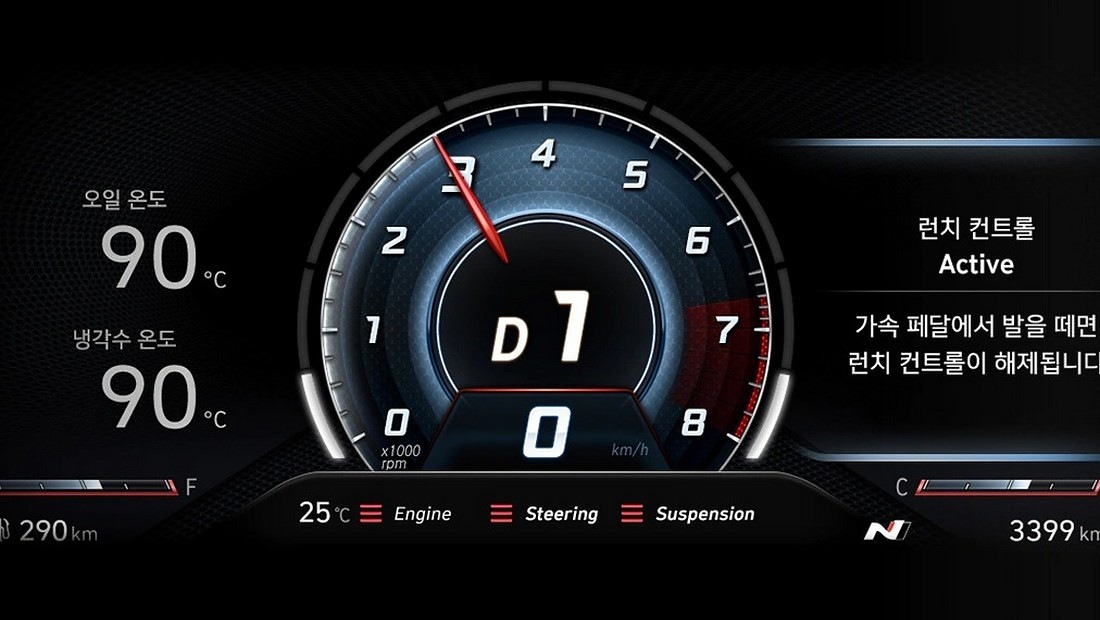 오일 온도
90 °C
냉각수 온도
90 °C
F
290 km
0
1
2
3
4
5
6
7
8
x1000
rpm
D 1
0 km/h
25 °C
Engine
Steering
Suspension
런치 컨트롤
Active
가속 페달에서 발을 떼면
런치 컨트롤이 해제됩니다
C
N
3399 km